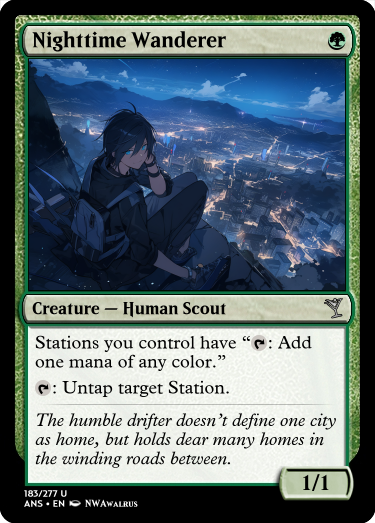 Nighttime Wanderer
Creature — Human Scout
Stations you control have “: Add
one mana of any color.”
: Untap target Station.
The humble drifter doesn’t define one city
as home, but holds dear many homes in
the winding roads between.
1/1
183/277 U
ANS • EN NWAwalrus